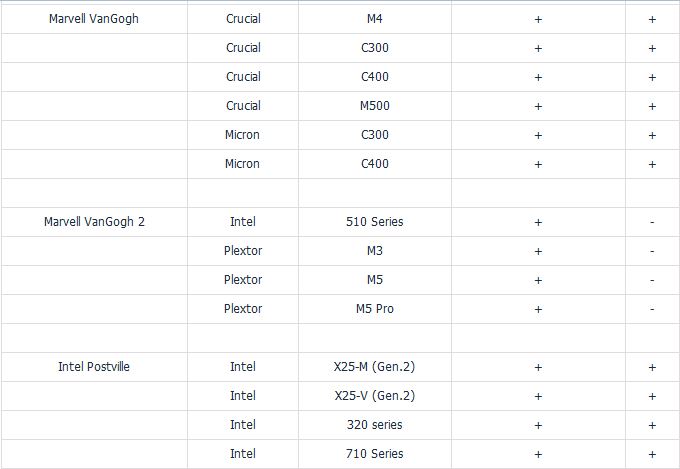 Marvell VanGogh Crucial M4 + +
Crucial C300 + +
Crucial C400 + +
Crucial M500 + +
Micron C300 + +
Micron C400 + +
Marvell VanGogh 2 Intel 510 Series + -
Plextor M3 + -
Plextor M5 + -
Plextor M5 Pro + -
Intel Postville Intel X25-M (Gen.2) + +
Intel X25-V (Gen.2) + +
Intel 320 series + +
Intel 710 Series + +